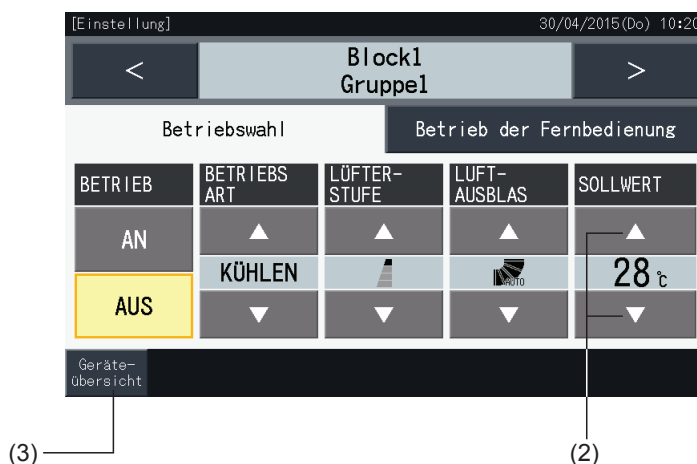 [Einstellung] 30/04/2015(Do) 10:20
< Block1 >
Gruppe1
Betriebswahl Betrieb der Fernbedienung
BETRIEB BETRIEBS LÜFTER- LUFT- SOLLWERT
ART STUFE AUSBLAS
AN
KÜHLEN AUTO 28 °c
AUS
Geräte-
übersicht
(3) (2)